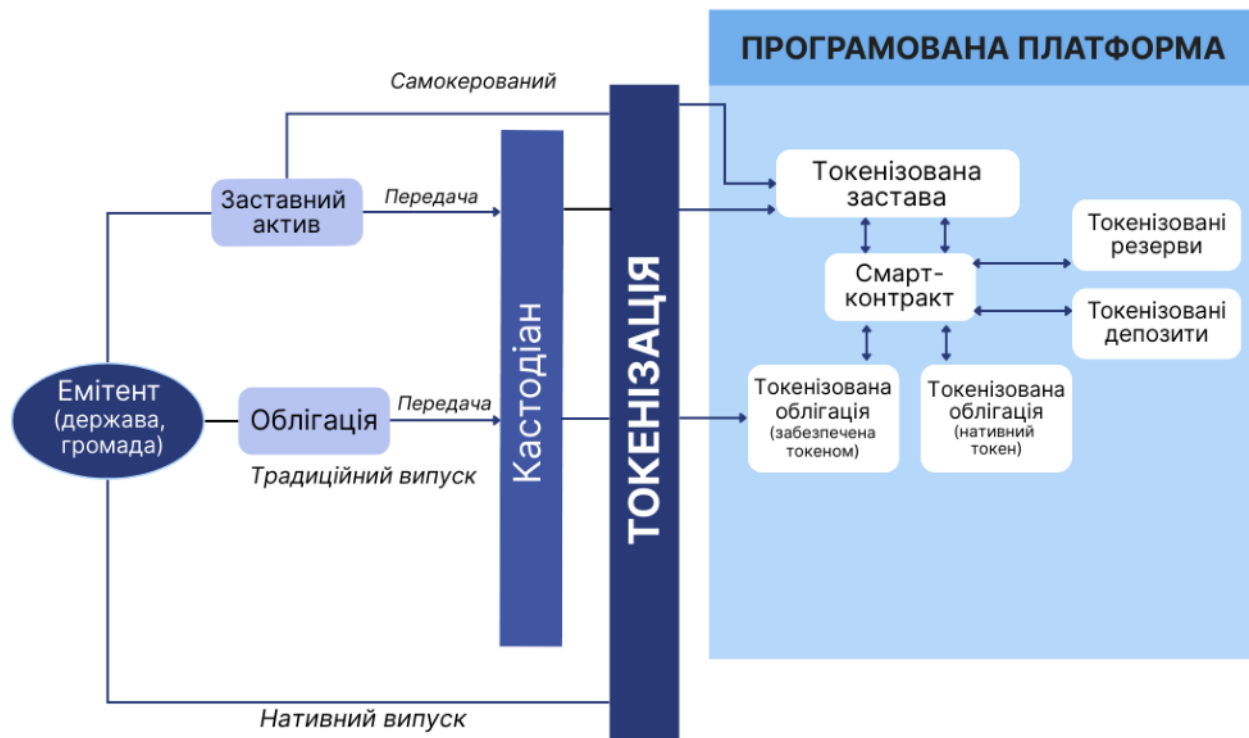 ПРОГРАМОВАНА ПЛАТФОРМА
Самокерований
Заставний
актив
Передача
Токенізована
застава
Токенізовані
резерви
Смарт-
контракт
Токенізовані
депозити
Емітент
(держава,
громада)
Облігація
Передача
Традиційний випуск
Кастодіан
ТОКЕНІЗАЦІЯ
Токенізована
облігація
(забезпечена
токеном)
Токенізована
облігація
(нативний
токен)
Нативний випуск